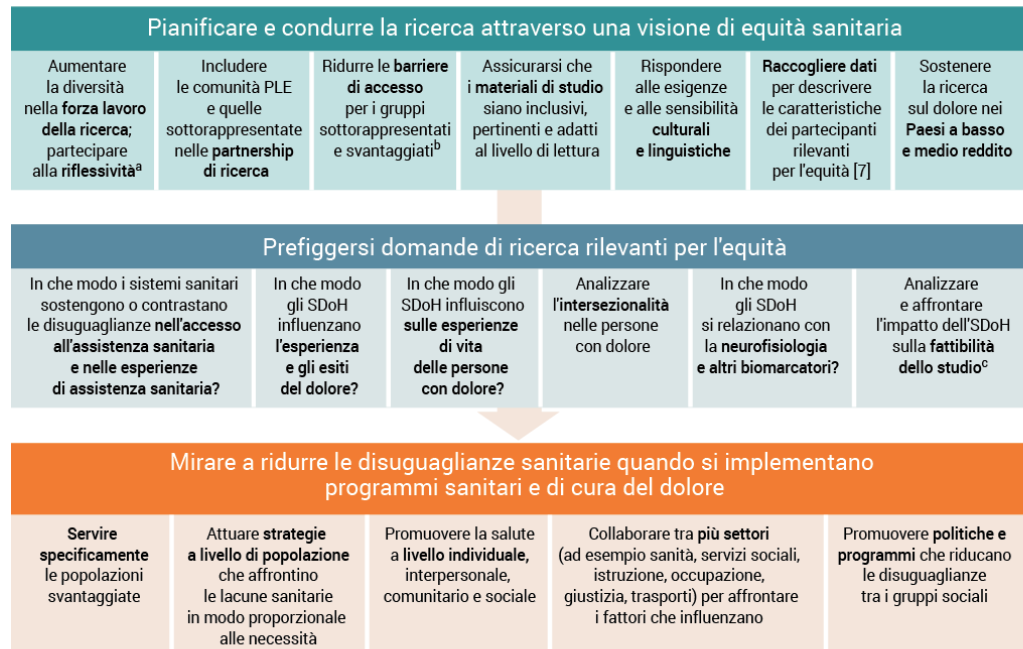 Pianificare e condurre la ricerca attraverso una visione di equità sanitaria
Aumentare
la diversità
nella forza lavoro
della ricerca;
partecipare
alla riflessività^a
Includere
le comunità PLE
e quelle
sottorappresentate
nelle partnership
di ricerca
Ridurre le barriere
di accesso
per i gruppi
sottorappresentati
e svantaggiati^b
Assicurarsi che
i materiali di studio
siano inclusivi,
pertinenti e adatti
al livello di lettura
Rispondere
alle esigenze
e alle sensibilità
culturali
e linguistiche
Raccogliere dati
per descrivere
le caratteristiche
dei partecipanti
rilevanti
per l'equità [7]
Sostenere
la ricerca
sul dolore nei
Paesi a basso
e medio reddito
Prefiggersi domande di ricerca rilevanti per l'equità
In che modo i sistemi sanitari
sostengono o contrastano
le disuguaglianze nell'accesso
all'assistenza sanitaria
e nelle esperienze
di assistenza sanitaria?
In che modo
gli SDoH
influenzano
l'esperienza
e gli esiti
del dolore?
In che modo gli
SDoH influiscono
sulle esperienze
di vita
delle persone
con dolore?
Analizzare
l'intersezionalità
nelle persone
con dolore
In che modo
gli SDoH
si relazionano con
la neurofisiologia
e altri biomarcatori?
Analizzare
e affrontare
l'impatto dell'SDoH
sulla fattibilità
dello studio^c
Mirare a ridurre le disuguaglianze sanitarie quando si implementano
programmi sanitari e di cura del dolore
Servire
specificamente
le popolazioni
svantaggiate
Attuare strategie
a livello di popolazione
che affrontino
le lacune sanitarie
in modo proporzionale
alle necessità
Promuovere la salute
a livello individuale,
interpersonale,
comunitario e sociale
Collaborare tra più settori
(ad esempio sanità, servizi sociali,
istruzione, occupazione,
giustizia, trasporti) per affrontare
i fattori che influenzano
Promuovere politiche e
programmi che riducano
le disuguaglianze
tra i gruppi sociali